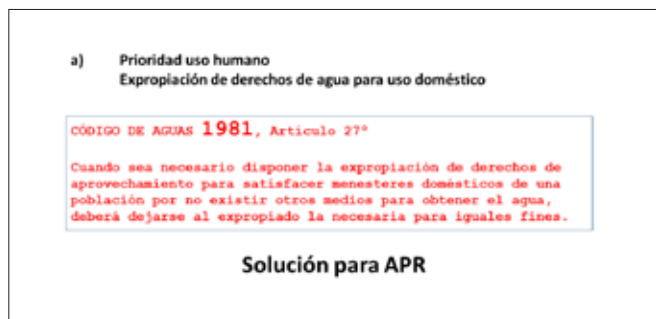 a) Prioridad uso humano
Expropiación de derechos de agua para uso doméstico
CÓDIGO DE AGUAS 1981, Artículo 27°
Cuando sea necesario disponer la expropiación de derechos de
aprovechamiento para satisfacer menesteres domésticos de una
población por no existir otros medios para obtener el agua,
deberá dejarse al expropiado la necesaria para iguales fines.
Solución para APR